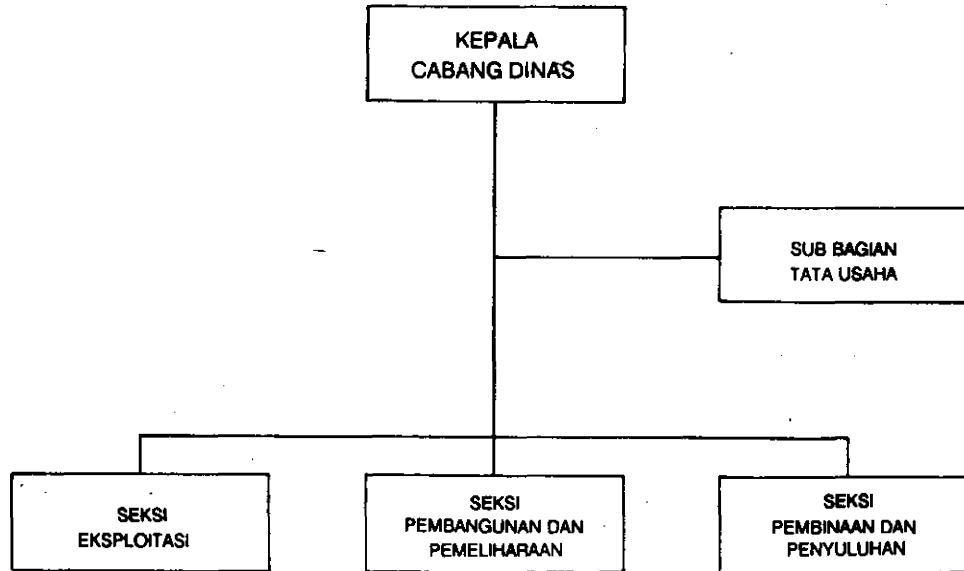 KEPALA
CABANG DINAS
SUB BAGIAN
TATA USAHA
SEKSI
EKSPLOITASI
SEKSI
PEMBANGUNAN DAN
PEMELIHARAAN
SEKSI
PEMBINAAN DAN
PENYULUHAN